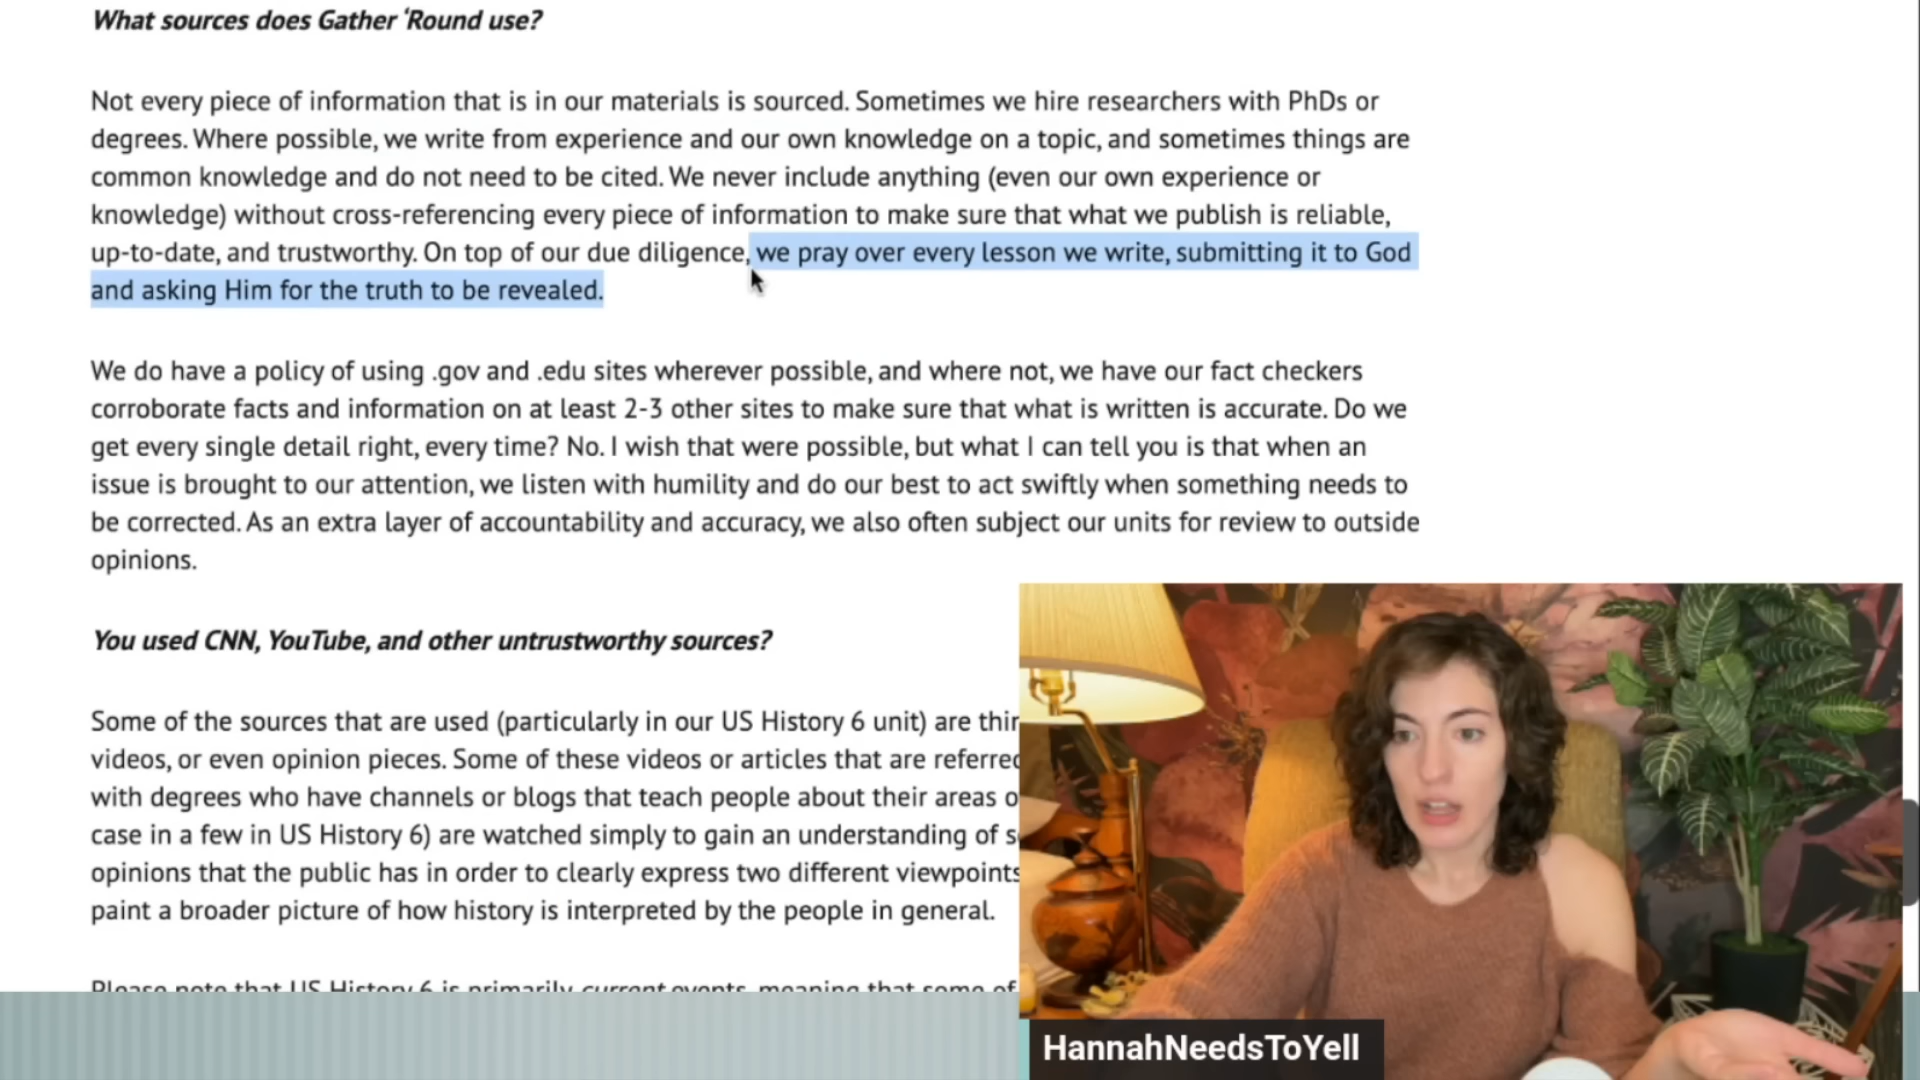 What sources does Gather ‘Round use?
Not every piece of information that is in our materials is sourced. Sometimes we hire researchers with PhDs or
degrees. Where possible, we write from experience and our own knowledge on a topic, and sometimes things are
common knowledge and do not need to be cited. We never include anything (even our own experience or
knowledge) without cross-referencing every piece of information to make sure that what we publish is reliable,
up-to-date, and trustworthy. On top of our due diligence, we pray over every lesson we write, submitting it to God
and asking Him for the truth to be revealed.
We do have a policy of using .gov and .edu sites wherever possible, and where not, we have our fact checkers
corroborate facts and information on at least 2-3 other sites to make sure that what is written is accurate. Do we
get every single detail right, every time? No. I wish that were possible, but what I can tell you is that when an
issue is brought to our attention, we listen with humility and do our best to act swiftly when something needs to
be corrected. As an extra layer of accountability and accuracy, we also often subject our units for review to outside
opinions.
You used CNN, YouTube, and other untrustworthy sources?
Some of the sources that are used (particularly in our US History 6 unit) are
videos, or even opinion pieces. Some of these videos or articles that are
with degrees who have channels or blogs that teach people about their areas
case in a few in US History 6) are watched simply to gain an understanding of
opinions that the public has in order to clearly express two different viewpoints
paint a broader picture of how history is interpreted by the people in general.
Please note that US History 6 is primarily current events, meaning that some of
HannahNeedsToYell